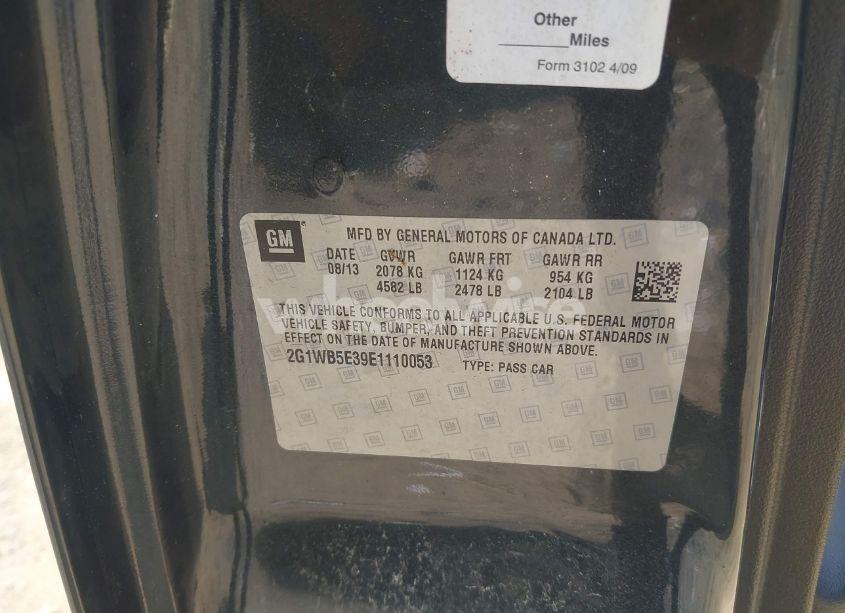 Other
_______Miles
Form 3102 4/09
GM
MFD BY GENERAL MOTORS OF CANADA LTD.
DATE GVWR GAWR FRT GAWR RR
08/13 2078 KG 1124 KG 954 KG
4582 LB 2478 LB 2104 LB
THIS VEHICLE CONFORMS TO ALL APPLICABLE U.S. FEDERAL MOTOR
VEHICLE SAFETY, BUMPER, AND THEFT PREVENTION STANDARDS IN
EFFECT ON THE DATE OF MANUFACTURE SHOWN ABOVE.
2G1WB5E39E1110053 TYPE: PASS CAR